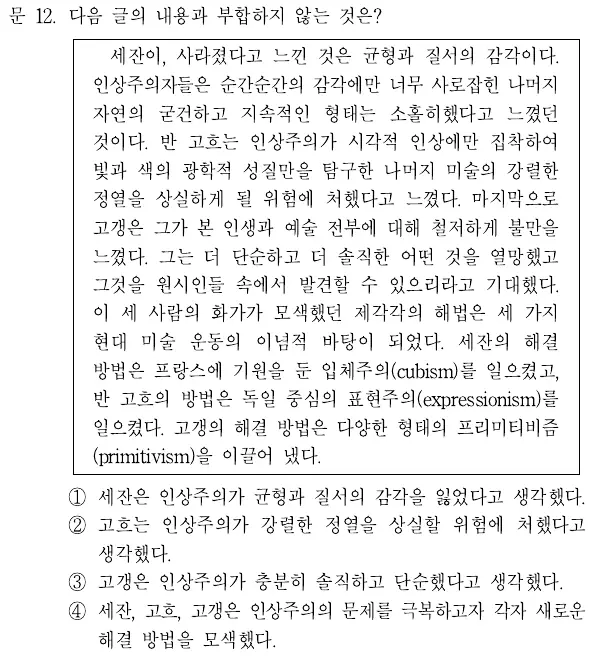 문 12. 다음 글의 내용과 부합하지 않는 것은?
세잔이, 사라졌다고 느낀 것은 균형과 질서의 감각이다.
인상주의자들은 순간순간의 감각에만 너무 사로잡힌 나머지
자연의 굳건하고 지속적인 형태는 소홀히했다고 느꼈던
것이다. 반 고흐는 인상주의가 시각적 인상에만 집착하여
빛과 색의 광학적 성질만을 탐구한 나머지 미술의 강렬한
정열을 상실하게 될 위험에 처했다고 느꼈다. 마지막으로
고갱은 그가 본 인생과 예술 전부에 대해 철저하게 불만을
느꼈다. 그는 더 단순하고 더 솔직한 어떤 것을 열망했고
그것을 원시인들 속에서 발견할 수 있으리라고 기대했다.
이 세 사람의 화가가 모색했던 제각각의 해법은 세 가지
현대 미술 운동의 이념적 바탕이 되었다. 세잔의 해결
방법은 프랑스에 기원을 둔 입체주의(cubism)를 일으켰고,
반 고흐의 방법은 독일 중심의 표현주의(expressionism)를
일으켰다. 고갱의 해결 방법은 다양한 형태의 프리미티비즘
(primitivism)을 이끌어 냈다.
① 세잔은 인상주의가 균형과 질서의 감각을 잃었다고 생각했다.
② 고흐는 인상주의가 강렬한 정열을 상실할 위험에 처했다고
생각했다.
③ 고갱은 인상주의가 충분히 솔직하고 단순했다고 생각했다.
④ 세잔, 고흐, 고갱은 인상주의의 문제를 극복하고자 각자 새로운
해결 방법을 모색했다.